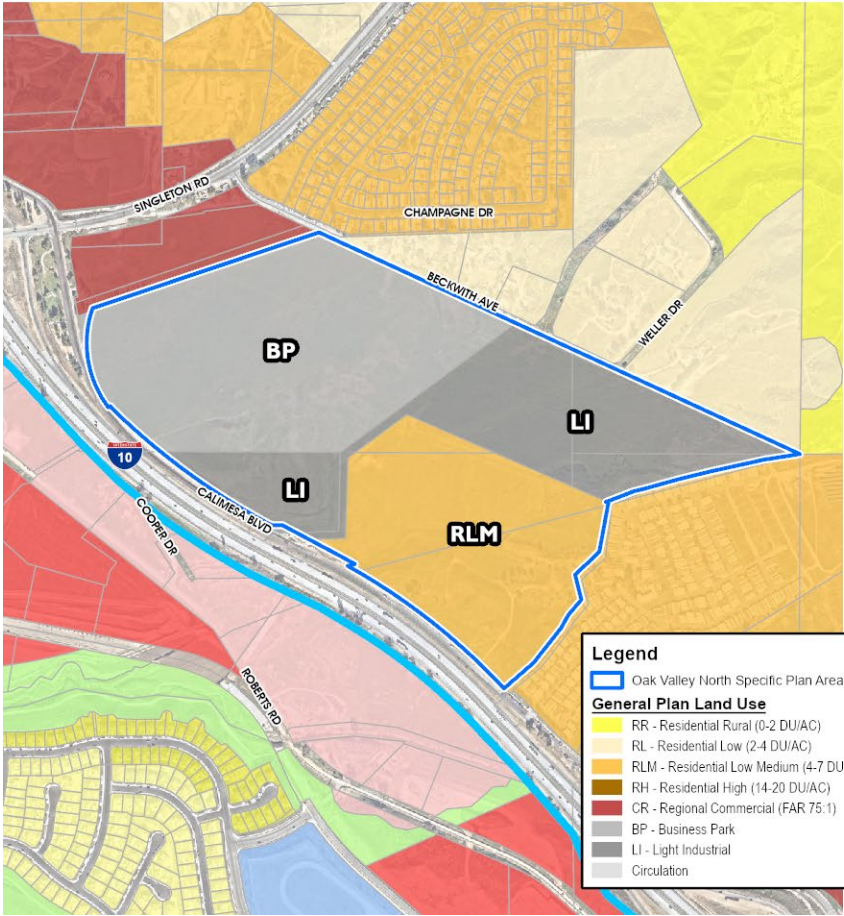 SINGLETON RD
CHAMPAGNE DR
BECKWITH AVE
WELLER DR
BP
LI
INTERSTATE
10
LI
CALIMESA BLVD
COOPER DR
RLM
ROBERTS RD
Legend
Oak Valley North Specific Plan Area
General Plan Land Use
RR - Residential Rural (0-2 DU/AC)
RL - Residential Low (2-4 DU/AC)
RLM - Residential Low Medium (4-7 DU
RH - Residential High (14-20 DU/AC)
CR - Regional Commercial (FAR 75:1)
BP - Business Park
LI - Light Industrial
Circulation